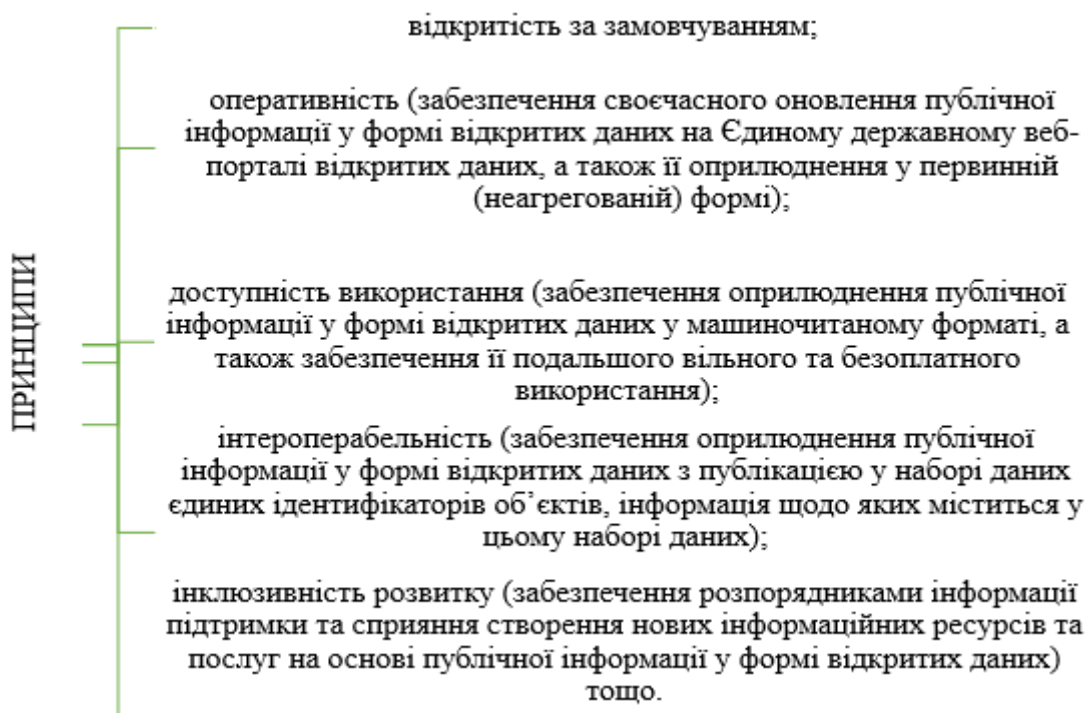 ПРИНЦИПИ
відкритість за замовчуванням;
оперативність (забезпечення своєчасного оновлення публічної
інформації у формі відкритих даних на Єдиному державному веб-
порталі відкритих даних, а також її оприлюднення у первинній
(неагрегованій) формі);
доступність використання (забезпечення оприлюднення публічної
інформації у формі відкритих даних у машиночитаному форматі, а
також забезпечення її подальшого вільного та безоплатного
використання);
інтероперабельність (забезпечення оприлюднення публічної
інформації у формі відкритих даних з публікацією у наборі даних
єдиних ідентифікаторів об’єктів, інформація щодо яких міститься у
цьому наборі даних);
інклюзивність розвитку (забезпечення розпорядниками інформації
підтримки та сприяння створення нових інформаційних ресурсів та
послуг на основі публічної інформації у формі відкритих даних)
тощо.